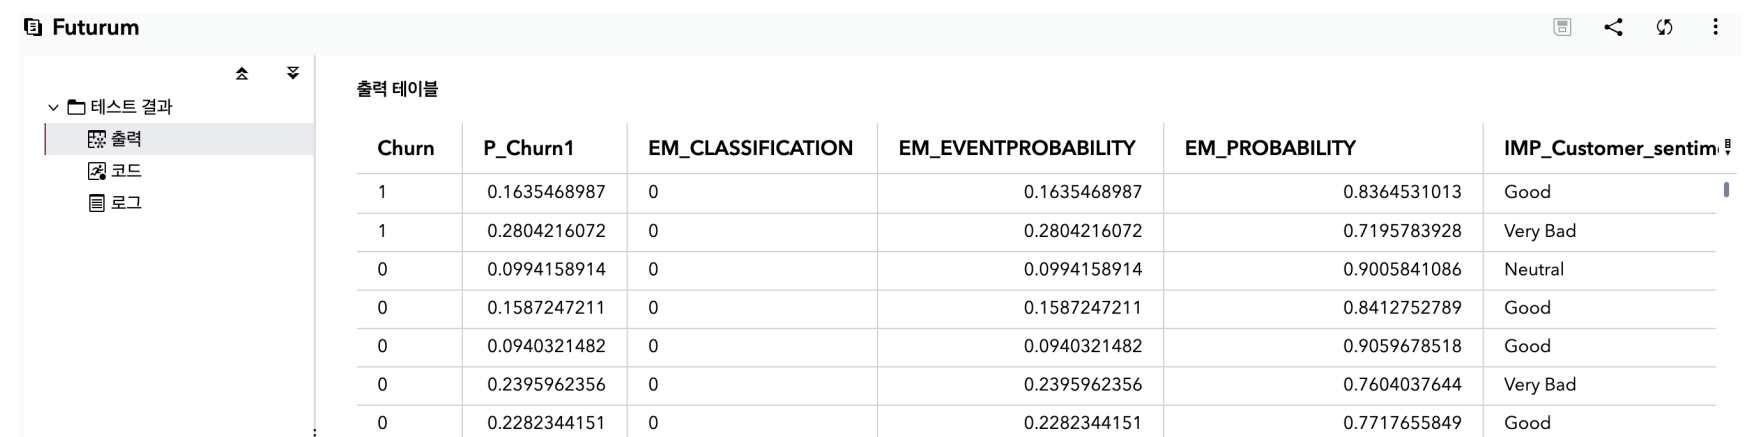 Futurum
테스트 결과
출력
코드
로그
출력 테이블
Churn P_Churn1 EM_CLASSIFICATION EM_EVENTPROBABILITY EM_PROBABILITY IMP_Customer_sentim
1 0.1635468987 0 0.1635468987 0.8364531013 Good
1 0.2804216072 0 0.2804216072 0.7195783928 Very Bad
0 0.0994158914 0 0.0994158914 0.9005841086 Neutral
0 0.1587247211 0 0.1587247211 0.8412752789 Good
0 0.0940321482 0 0.0940321482 0.9059678518 Good
0 0.2395962356 0 0.2395962356 0.7604037644 Very Bad
0 0.2282344151 0 0.2282344151 0.7717655849 Good